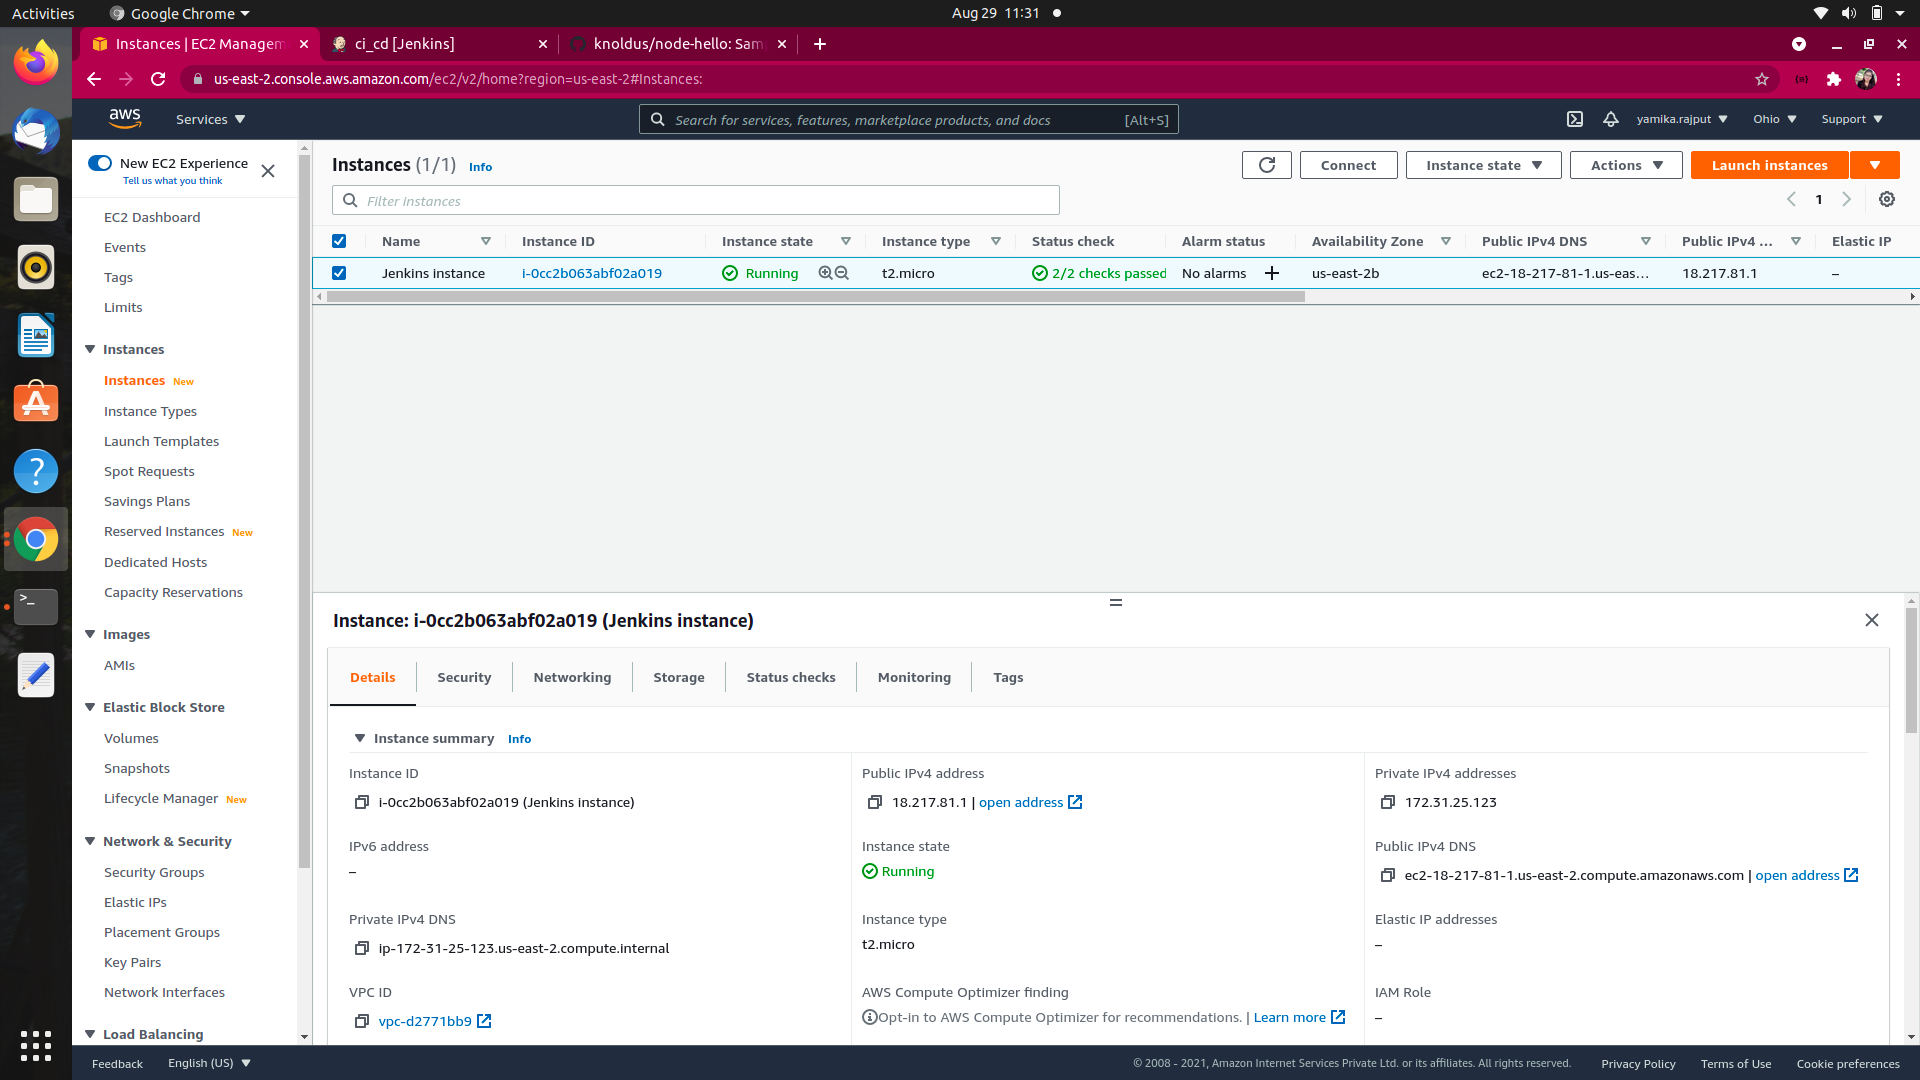 Activities
Google Chrome
Aug 29 11:31
Instances | EC2 Managem
ci_cd [Jenkins]
knoldus/node-hello: Sam
us-east-2.console.aws.amazon.com/ec2/v2/home?region=us-east-2#Instances:
aws
Services
Search for services, features, marketplace products, and docs
[Alt+S]
yamika.rajput
Ohio
Support
New EC2 Experience
Tell us what you think
EC2 Dashboard
Events
Tags
Limits
Instances
Instances New
Instance Types
Launch Templates
Spot Requests
Savings Plans
Reserved Instances New
Dedicated Hosts
Capacity Reservations
Images
AMIs
Elastic Block Store
Volumes
Snapshots
Lifecycle Manager New
Network & Security
Security Groups
Elastic IPs
Placement Groups
Key Pairs
Network Interfaces
Load Balancing
Instances (1/1) Info
Connect
Instance state
Actions
Launch instances
Filter instances
1
Name
Instance ID
Instance state
Instance type
Status check
Alarm status
Availability Zone
Public IPv4 DNS
Public IPv4 ...
Elastic IP
Jenkins instance
i-0cc2b063abf02a019
Running
t2.micro
2/2 checks passed
No alarms +
us-east-2b
ec2-18-217-81-1.us-eas...
18.217.81.1
–
Instance: i-0cc2b063abf02a019 (Jenkins instance)
Details
Security
Networking
Storage
Status checks
Monitoring
Tags
Instance summary Info
Instance ID
i-0cc2b063abf02a019 (Jenkins instance)
Public IPv4 address
18.217.81.1 | open address
Private IPv4 addresses
172.31.25.123
IPv6 address
–
Instance state
Running
Public IPv4 DNS
ec2-18-217-81-1.us-east-2.compute.amazonaws.com | open address
Private IPv4 DNS
ip-172-31-25-123.us-east-2.compute.internal
Instance type
t2.micro
Elastic IP addresses
–
VPC ID
vpc-d2771bb9
AWS Compute Optimizer finding
Opt-in to AWS Compute Optimizer for recommendations. | Learn more
IAM Role
–
Feedback
English (US)
© 2008 - 2021, Amazon Internet Services Private Ltd. or its affiliates. All rights reserved.
Privacy Policy
Terms of Use
Cookie preferences